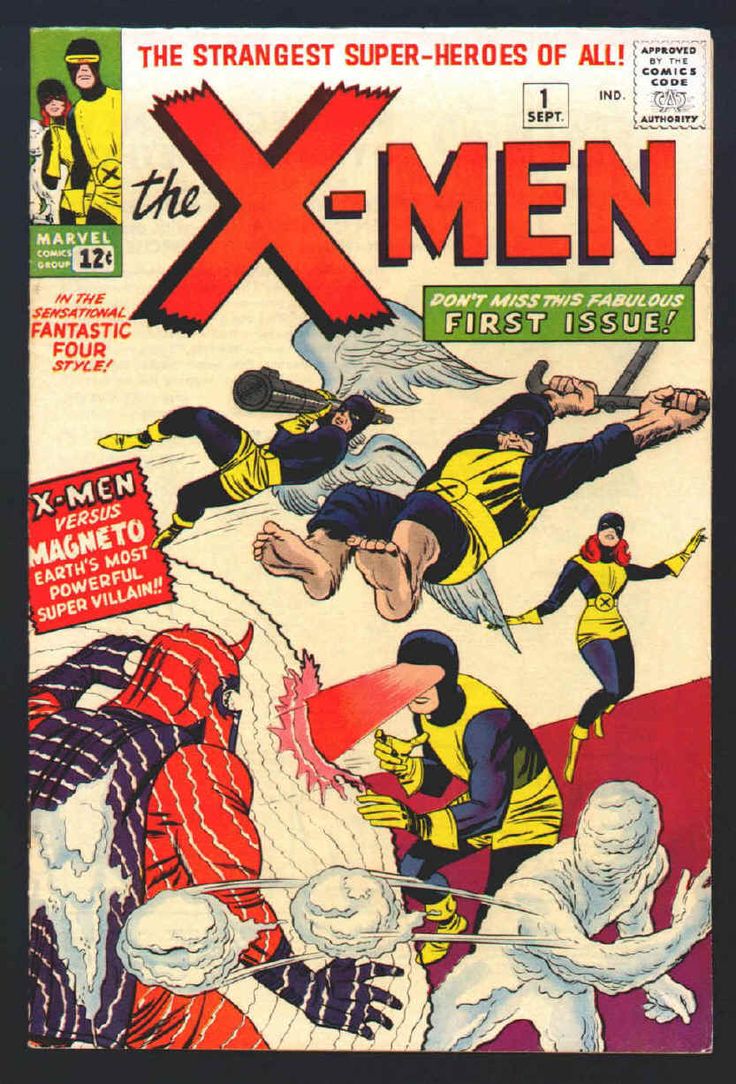 THE STRANGEST SUPER-HEROES OF ALL!
APPROVED
BY THE
COMICS
CODE
CA
AUTHORITY
1
SEPT.
IND.
the X-MEN
MARVEL
COMICS
GROUP
12¢
IN THE
SENSATIONAL
FANTASTIC
FOUR
STYLE!
DON'T MISS THIS FABULOUS
FIRST ISSUE!
X-MEN
VERSUS
MAGNETO
EARTH'S MOST
POWERFUL
SUPER VILLAIN!!
X
X
X